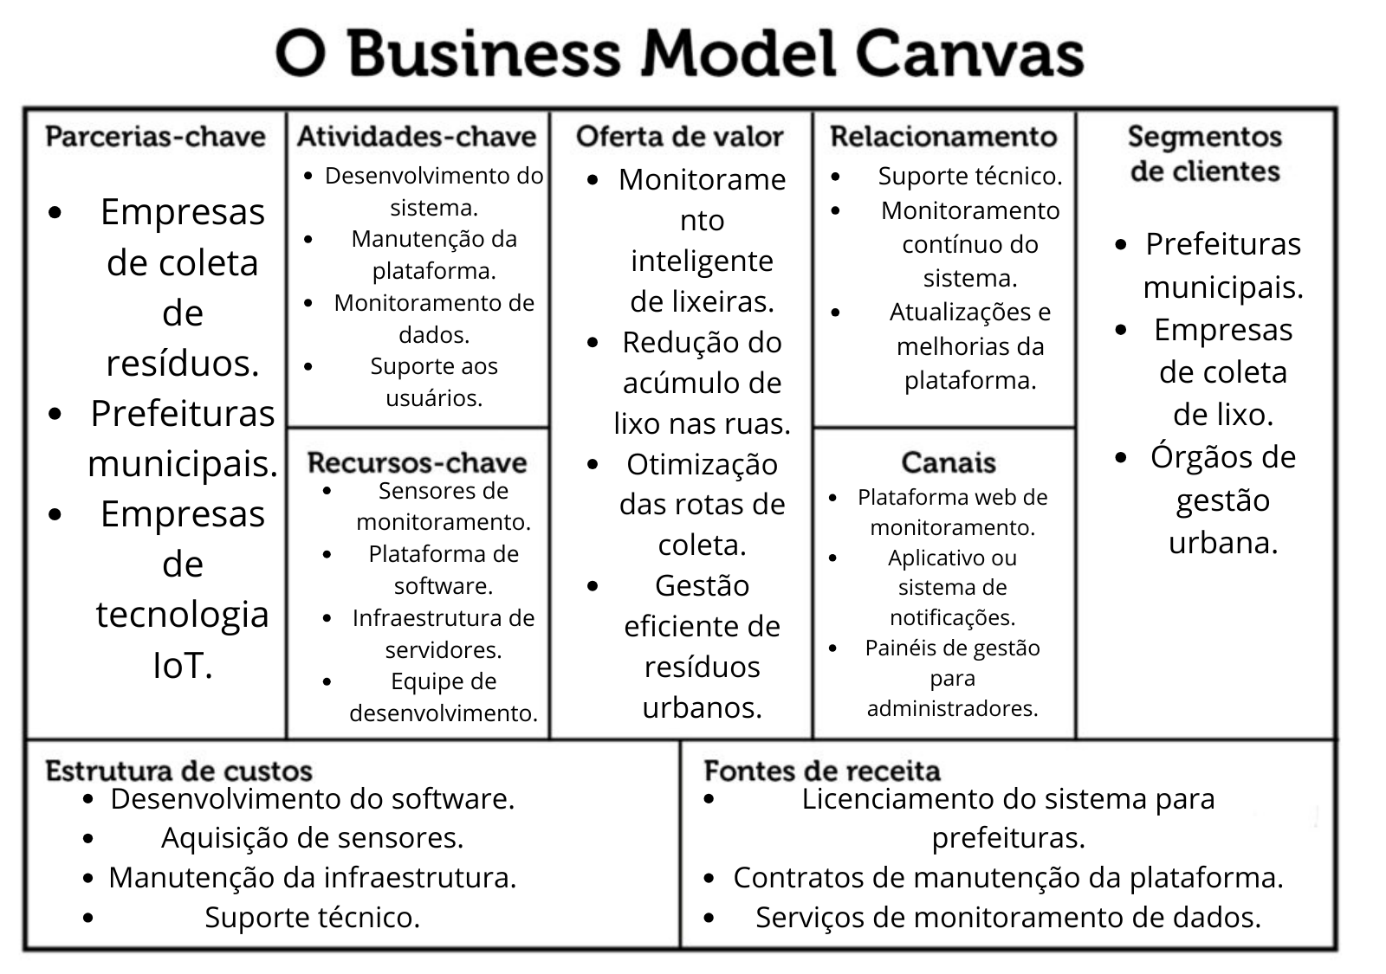 O Business Model Canvas
Parcerias-chave
• Empresas
de coleta
de
resíduos.
• Prefeituras
municipais.
• Empresas
de
tecnologia
IoT.
Atividades-chave
• Desenvolvimento do
sistema.
• Manutenção da
plataforma.
• Monitoramento de
dados.
• Suporte aos
usuários.
Recursos-chave
• Sensores de
monitoramento.
• Plataforma de
software.
• Infraestrutura de
servidores.
• Equipe de
desenvolvimento.
Oferta de valor
• Monitorame
nto
inteligente
de lixeiras.
• Redução do
acúmulo de
lixo nas ruas.
• Otimização
das rotas de
coleta.
• Gestão
eficiente de
resíduos
urbanos.
Relacionamento
• Suporte técnico.
• Monitoramento
contínuo do
sistema.
• Atualizações e
melhorias da
plataforma.
Canais
• Plataforma web de
monitoramento.
• Aplicativo ou
sistema de
notificações.
• Painéis de gestão
para
administradores.
Segmentos
de clientes
• Prefeituras
municipais.
• Empresas
de coleta
de lixo.
• Órgãos de
gestão
urbana.
Estrutura de custos
• Desenvolvimento do software.
• Aquisição de sensores.
• Manutenção da infraestrutura.
• Suporte técnico.
Fontes de receita
• Licenciamento do sistema para
prefeituras.
• Contratos de manutenção da plataforma.
• Serviços de monitoramento de dados.